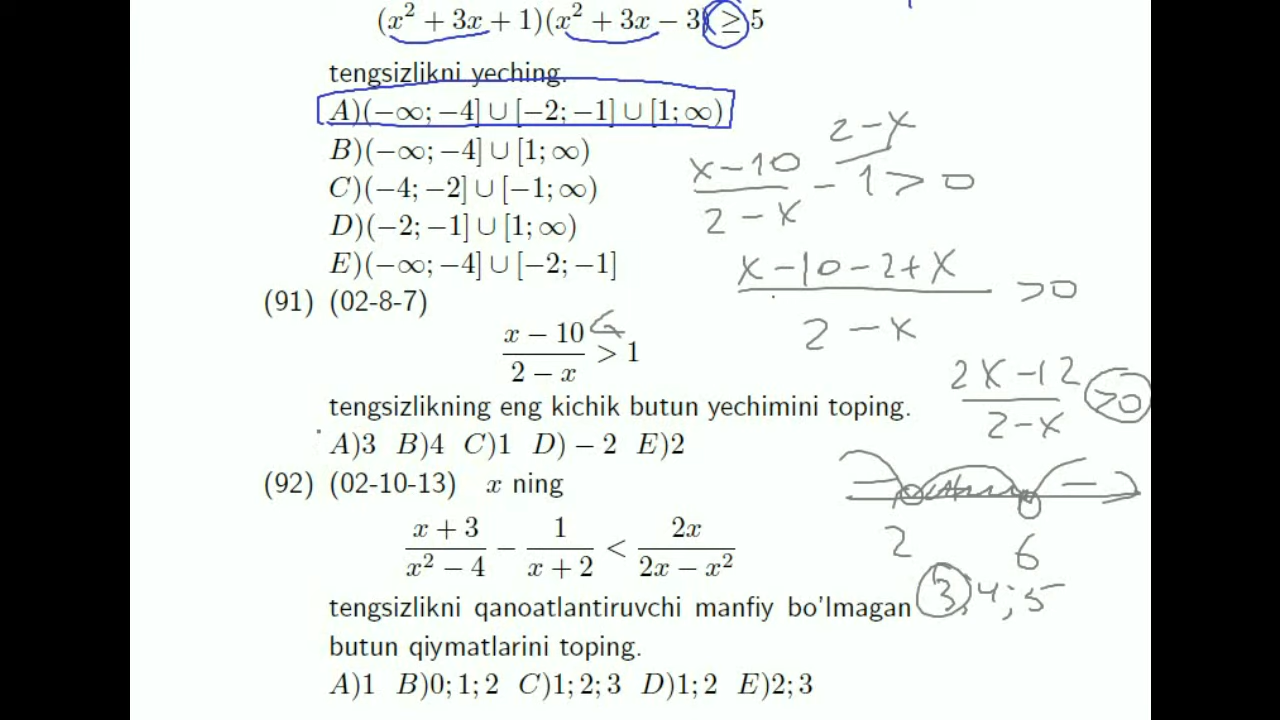 (x² + 3x + 1)(x² + 3x − 3) ≥ 5
tengsizlikni yeching.
A)(−∞; −4] ∪ [−2; −1] ∪ [1; ∞)
B)(−∞; −4] ∪ [1; ∞)
C)(−4; −2] ∪ [−1; ∞)
D)(−2; −1] ∪ [1; ∞)
E)(−∞; −4] ∪ [−2; −1]
(91) (02-8-7)
x − 10
2 − x
> 1
tengsizlikning eng kichik butun yechimini toping.
A)3 B)4 C)1 D) − 2 E)2
(92) (02-10-13) x ning
x + 3
x² − 4
−
1
x + 2
<
2x
2x − x²
tengsizlikni qanoatlantiruvchi manfiy bo'lmagan
butun qiymatlarini toping.
A)1 B)0; 1; 2 C)1; 2; 3 D)1; 2 E)2; 3
2−x
x−10
2−x
− 1 > 0
x−10−2+x
2−x
>0
2x−12
2−x
>0
− −
2 6
3, 4; 5